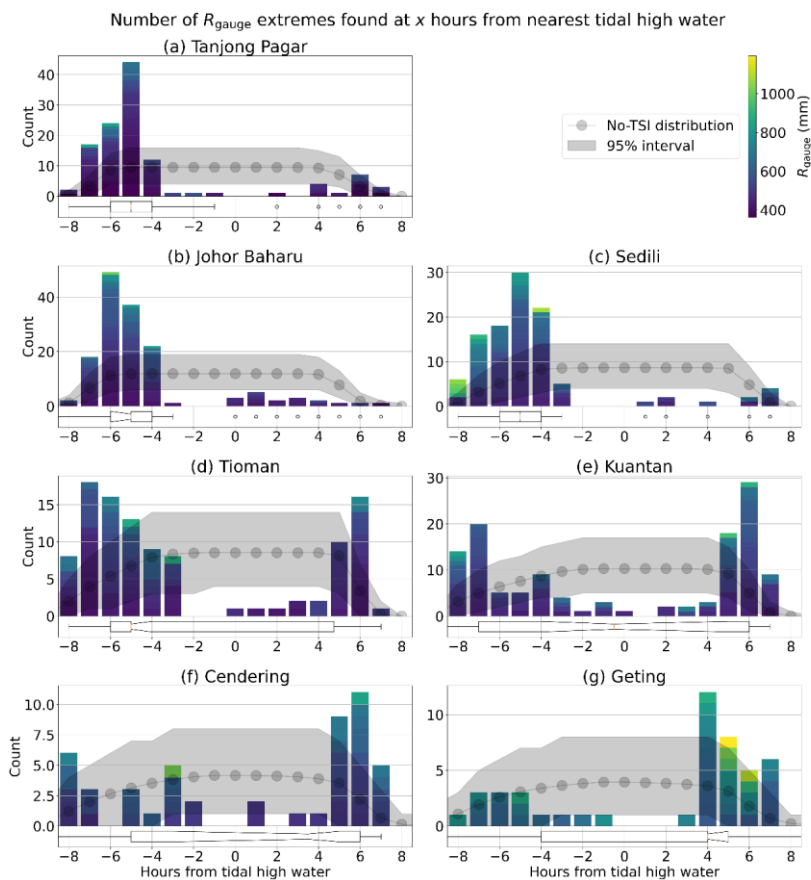 Number of R_gauge extremes found at x hours from nearest tidal high water
(a) Tanjong Pagar
Count
40
30
20
10
0
−8 −6 −4 −2 0 2 4 6 8
No-TSI distribution
95% interval
1000
800
600
400
R_gauge (mm)
(b) Johor Baharu
Count
40
20
0
−8 −6 −4 −2 0 2 4 6 8
(c) Sedili
30
20
10
0
−8 −6 −4 −2 0 2 4 6 8
(d) Tioman
Count
15
10
5
0
−8 −6 −4 −2 0 2 4 6 8
(e) Kuantan
30
20
10
0
−8 −6 −4 −2 0 2 4 6 8
(f) Cendering
Count
10.0
7.5
5.0
2.5
0.0
−8 −6 −4 −2 0 2 4 6 8
Hours from tidal high water
(g) Geting
10
5
0
−8 −6 −4 −2 0 2 4 6 8
Hours from tidal high water